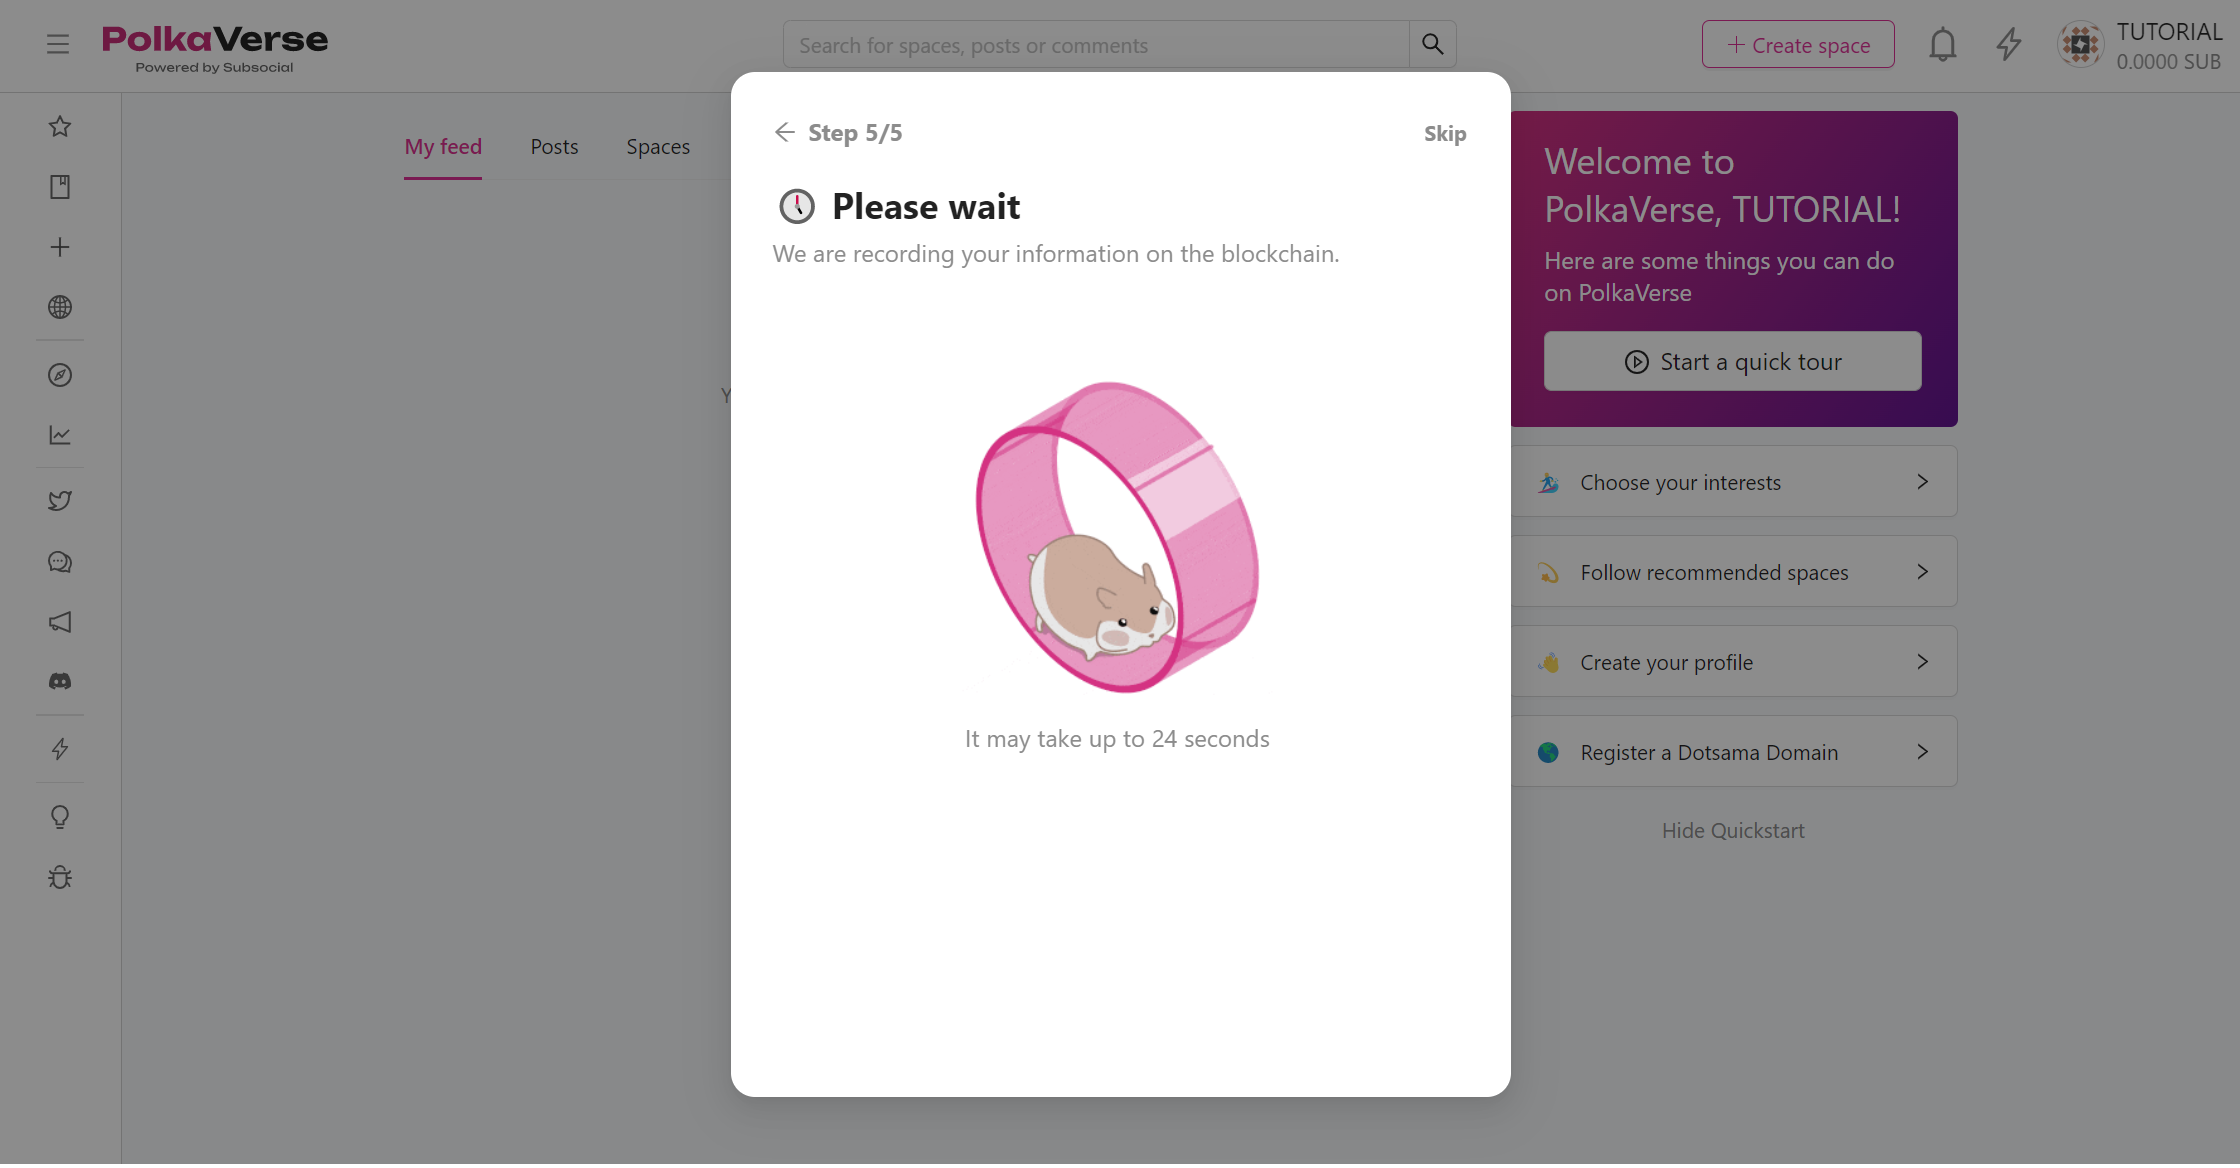 PolkaVerse
Powered by Subsocial
Search for spaces, posts or comments
Create space
TUTORIAL
0.0000 SUB
My feed
Posts
Spaces
Y
Step 5/5
Skip
Please wait
We are recording your information on the blockchain.
It may take up to 24 seconds
Welcome to
PolkaVerse, TUTORIAL!
Here are some things you can do
on PolkaVerse
Start a quick tour
Choose your interests
Follow recommended spaces
Create your profile
Register a Dotsama Domain
Hide Quickstart